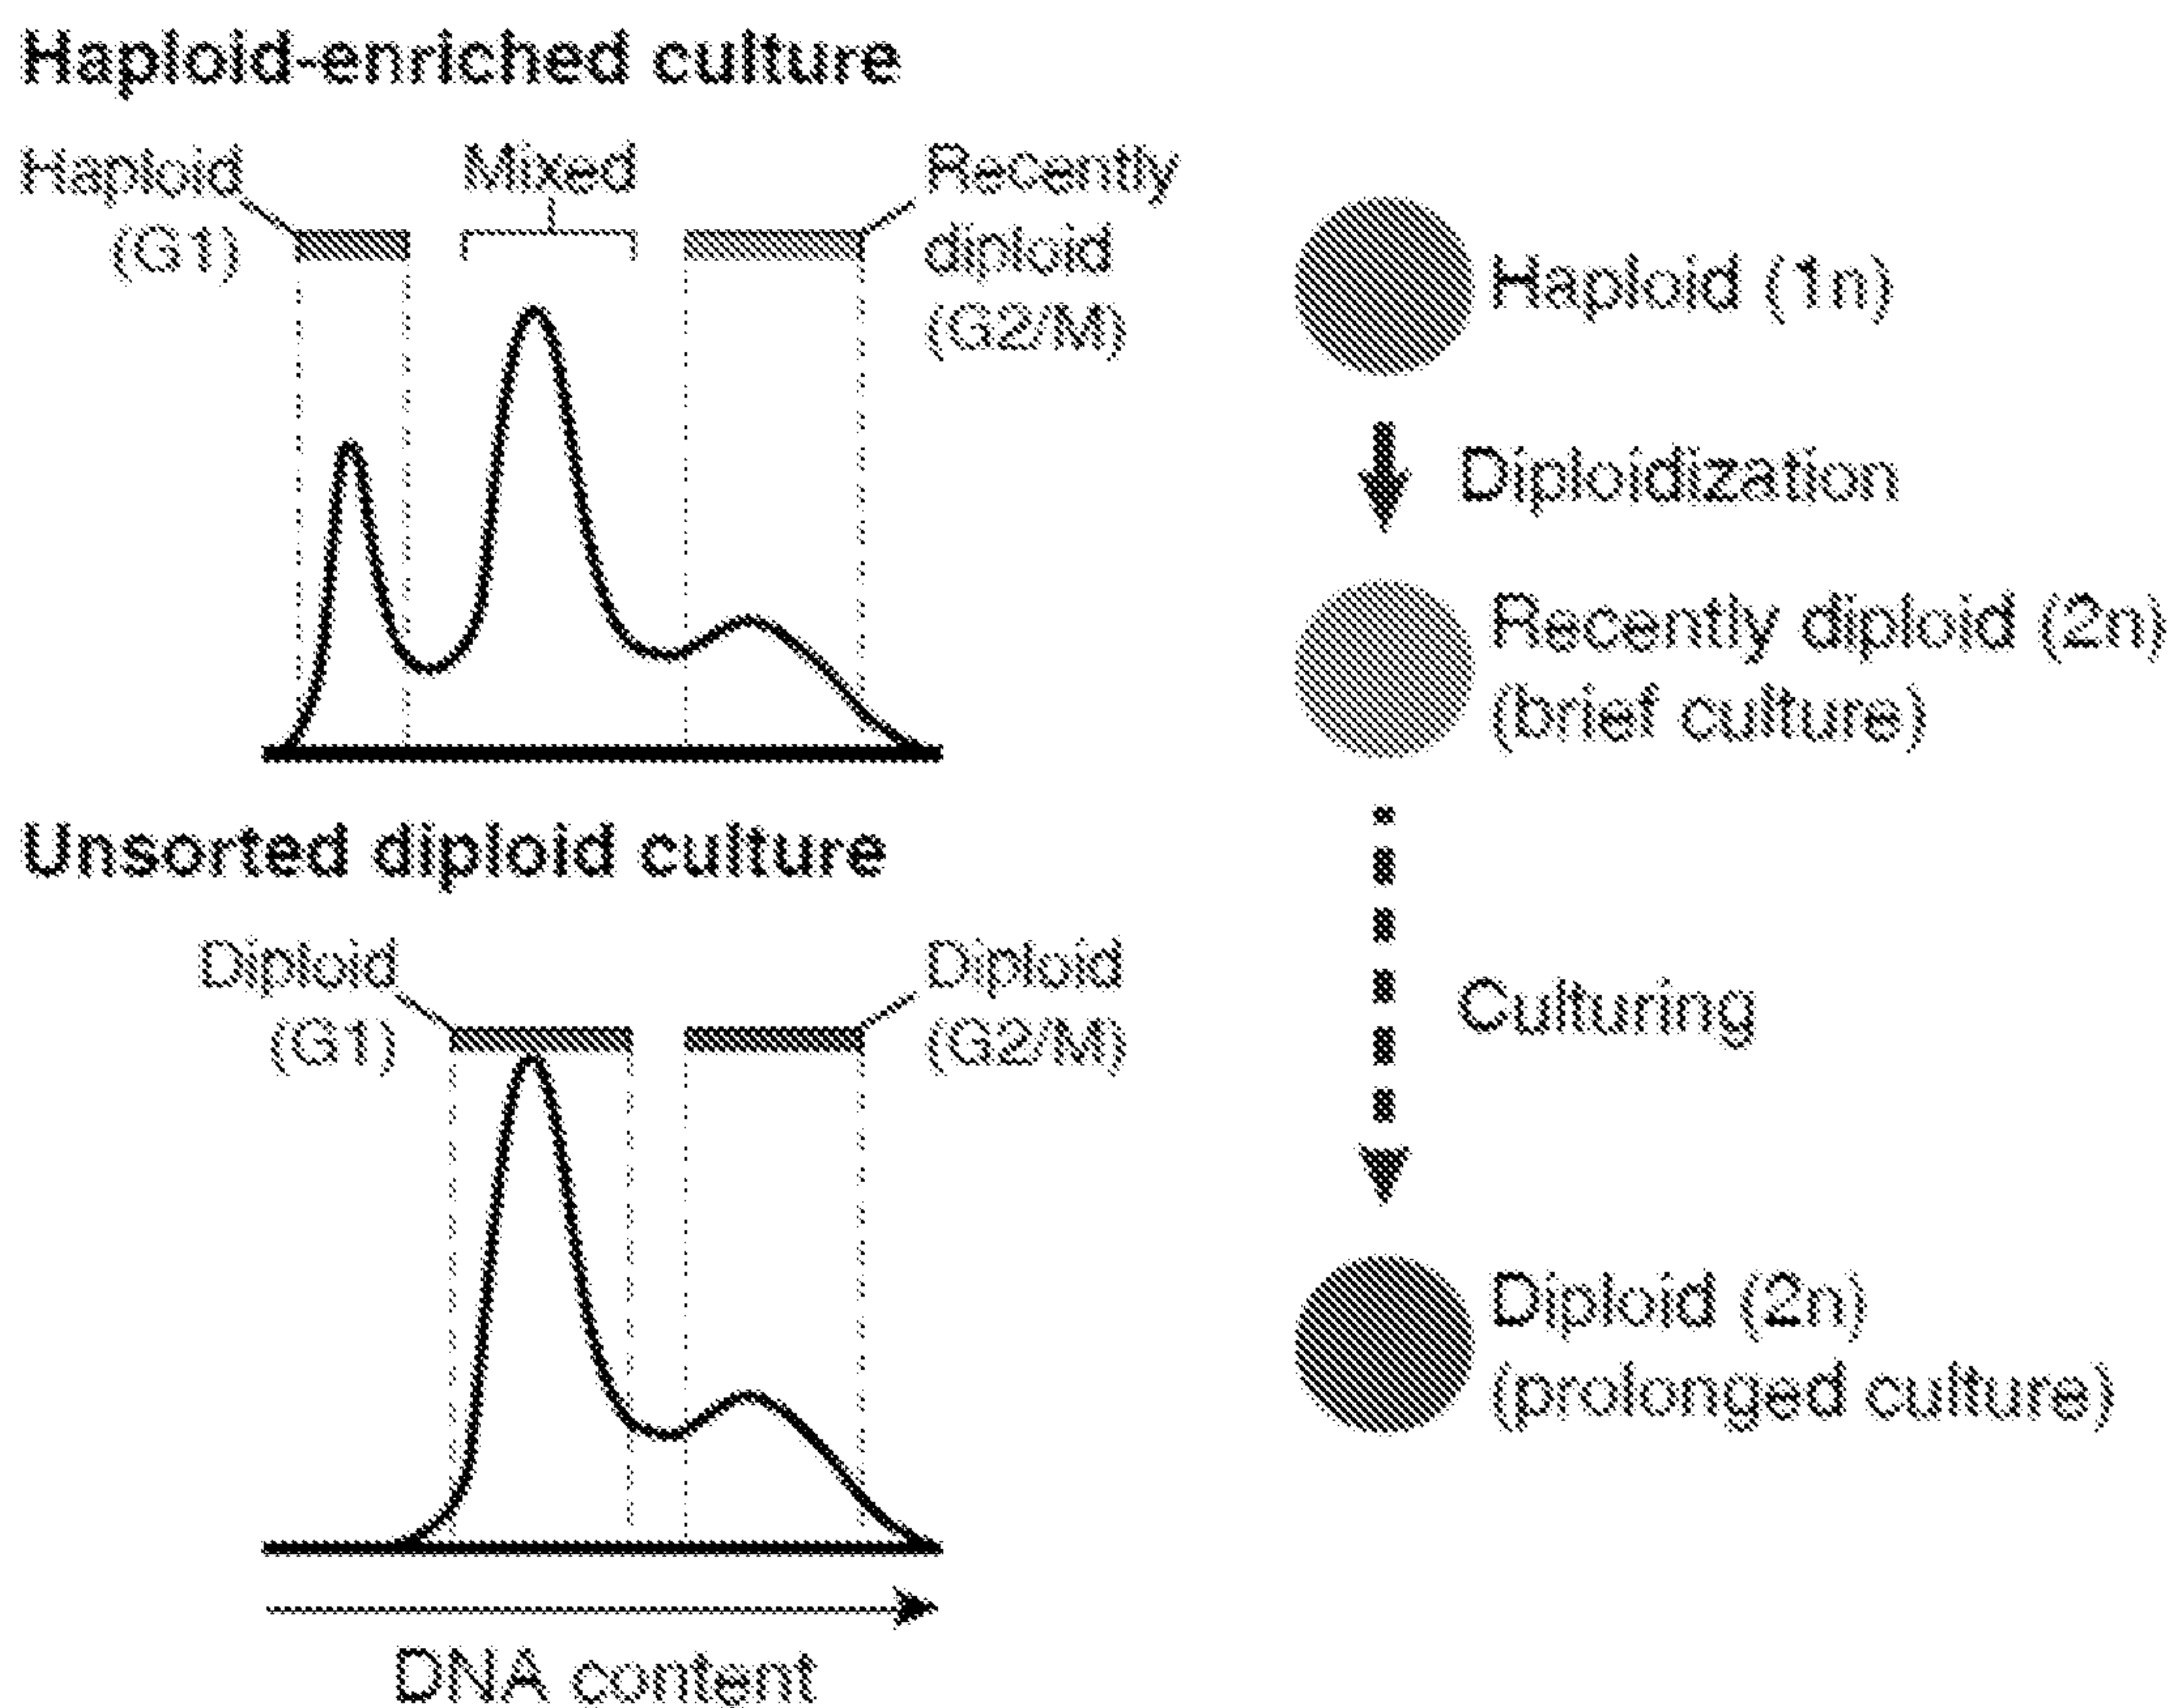 Haploid-enriched culture
Haploid
(G1)
Mixed
Recently
diploid
(G2/M)
Unsorted diploid culture
Diploid
(G1)
Diploid
(G2/M)
DNA content
Haploid (1n)
Diploidization
Recently diploid (2n)
(brief culture)
Culturing
Diploid (2n)
(prolonged culture)